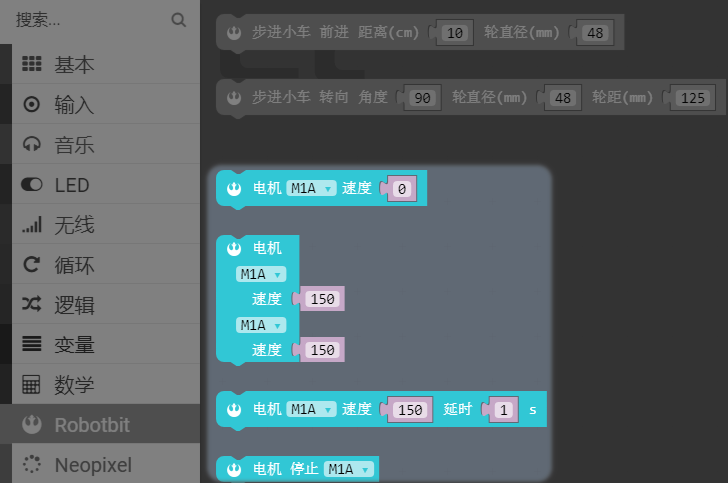 搜索...
基本
输入
音乐
LED
无线
循环
逻辑
变量
数学
Robotbit
Neopixel
步进小车 前进 距离(cm) 10 轮直径(mm) 48
步进小车 转向 角度 90 轮直径(mm) 48 轮距(mm) 125
电机 M1A 速度 0
电机
M1A
速度 150
M1A
速度 150
电机 M1A 速度 150 延时 1 s
电机 停止 M1A